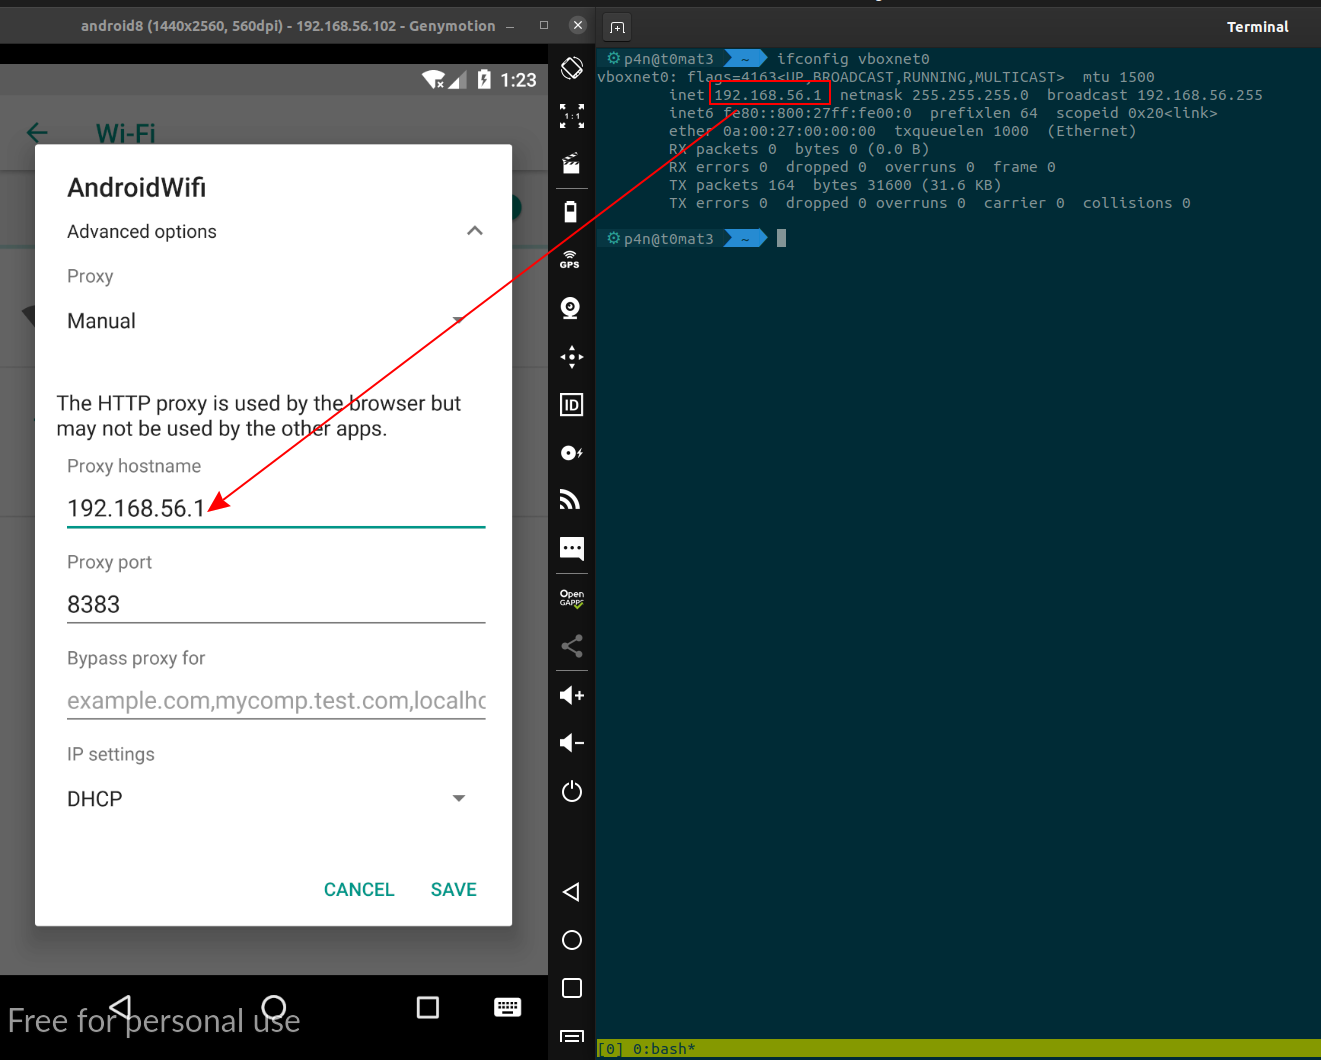 android8 (1440x2560, 560dpi) - 192.168.56.102 - Genymotion
1:23
Wi-Fi
AndroidWifi
Advanced options
Proxy
Manual
The HTTP proxy is used by the browser but
may not be used by the other apps.
Proxy hostname
192.168.56.1
Proxy port
8383
Bypass proxy for
example.com,mycomp.test.com,localho
IP settings
DHCP
CANCEL SAVE
Free for personal use
1:1
GPS
ID
Open
GAPPS
Terminal
p4n@t0mat3 ~ ifconfig vboxnet0
vboxnet0: flags=4163<UP,BROADCAST,RUNNING,MULTICAST>  mtu 1500
inet 192.168.56.1  netmask 255.255.255.0  broadcast 192.168.56.255
inet6 fe80::800:27ff:fe00:0  prefixlen 64  scopeid 0x20<link>
ether 0a:00:27:00:00:00  txqueuelen 1000  (Ethernet)
RX packets 0  bytes 0 (0.0 B)
RX errors 0  dropped 0  overruns 0  frame 0
TX packets 164  bytes 31600 (31.6 KB)
TX errors 0  dropped 0 overruns 0  carrier 0  collisions 0
p4n@t0mat3 ~
[0] 0:bash*